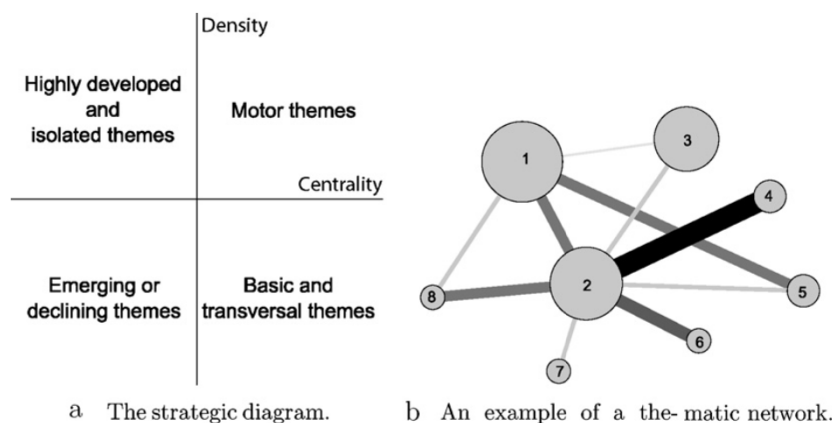 Density
Highly developed
and
isolated themes
Motor themes
Centrality
Emerging or
declining themes
Basic and
transversal themes
a The strategic diagram.
1
3
4
2
5
8
6
7
b An example of a the- matic network.